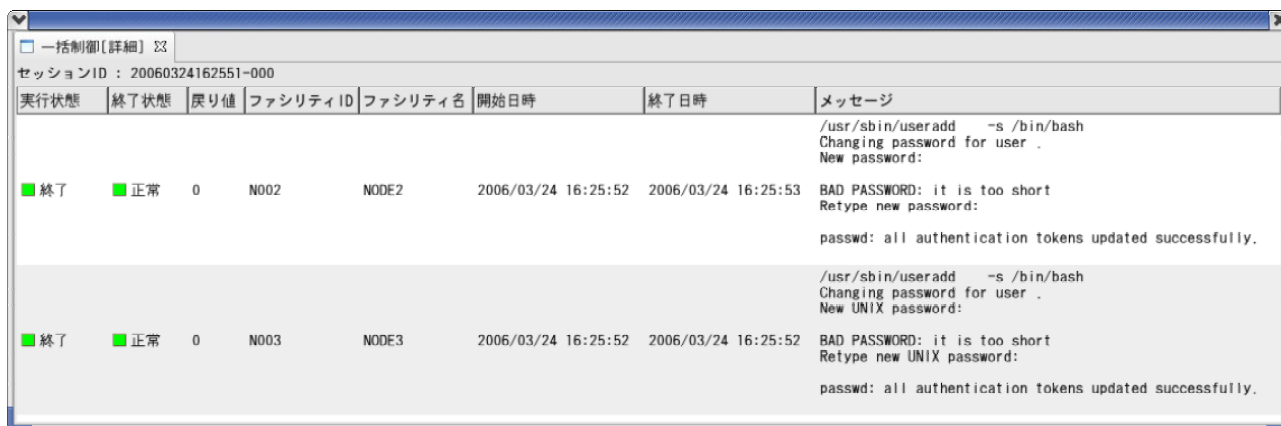 一括制御[詳細]
セッションID : 20060324162551-000
実行状態 終了状態 戻り値 ファシリティID ファシリティ名 開始日時 終了日時 メッセージ
/usr/sbin/useradd -s /bin/bash
Changing password for user .
New password:
終了 正常 0 N002 NODE2 2006/03/24 16:25:52 2006/03/24 16:25:53 BAD PASSWORD: it is too short
Retype new password:
passwd: all authentication tokens updated successfully.
/usr/sbin/useradd -s /bin/bash
Changing password for user .
New UNIX password:
終了 正常 0 N003 NODE3 2006/03/24 16:25:52 2006/03/24 16:25:52 BAD PASSWORD: it is too short
Retype new UNIX password:
passwd: all authentication tokens updated successfully.